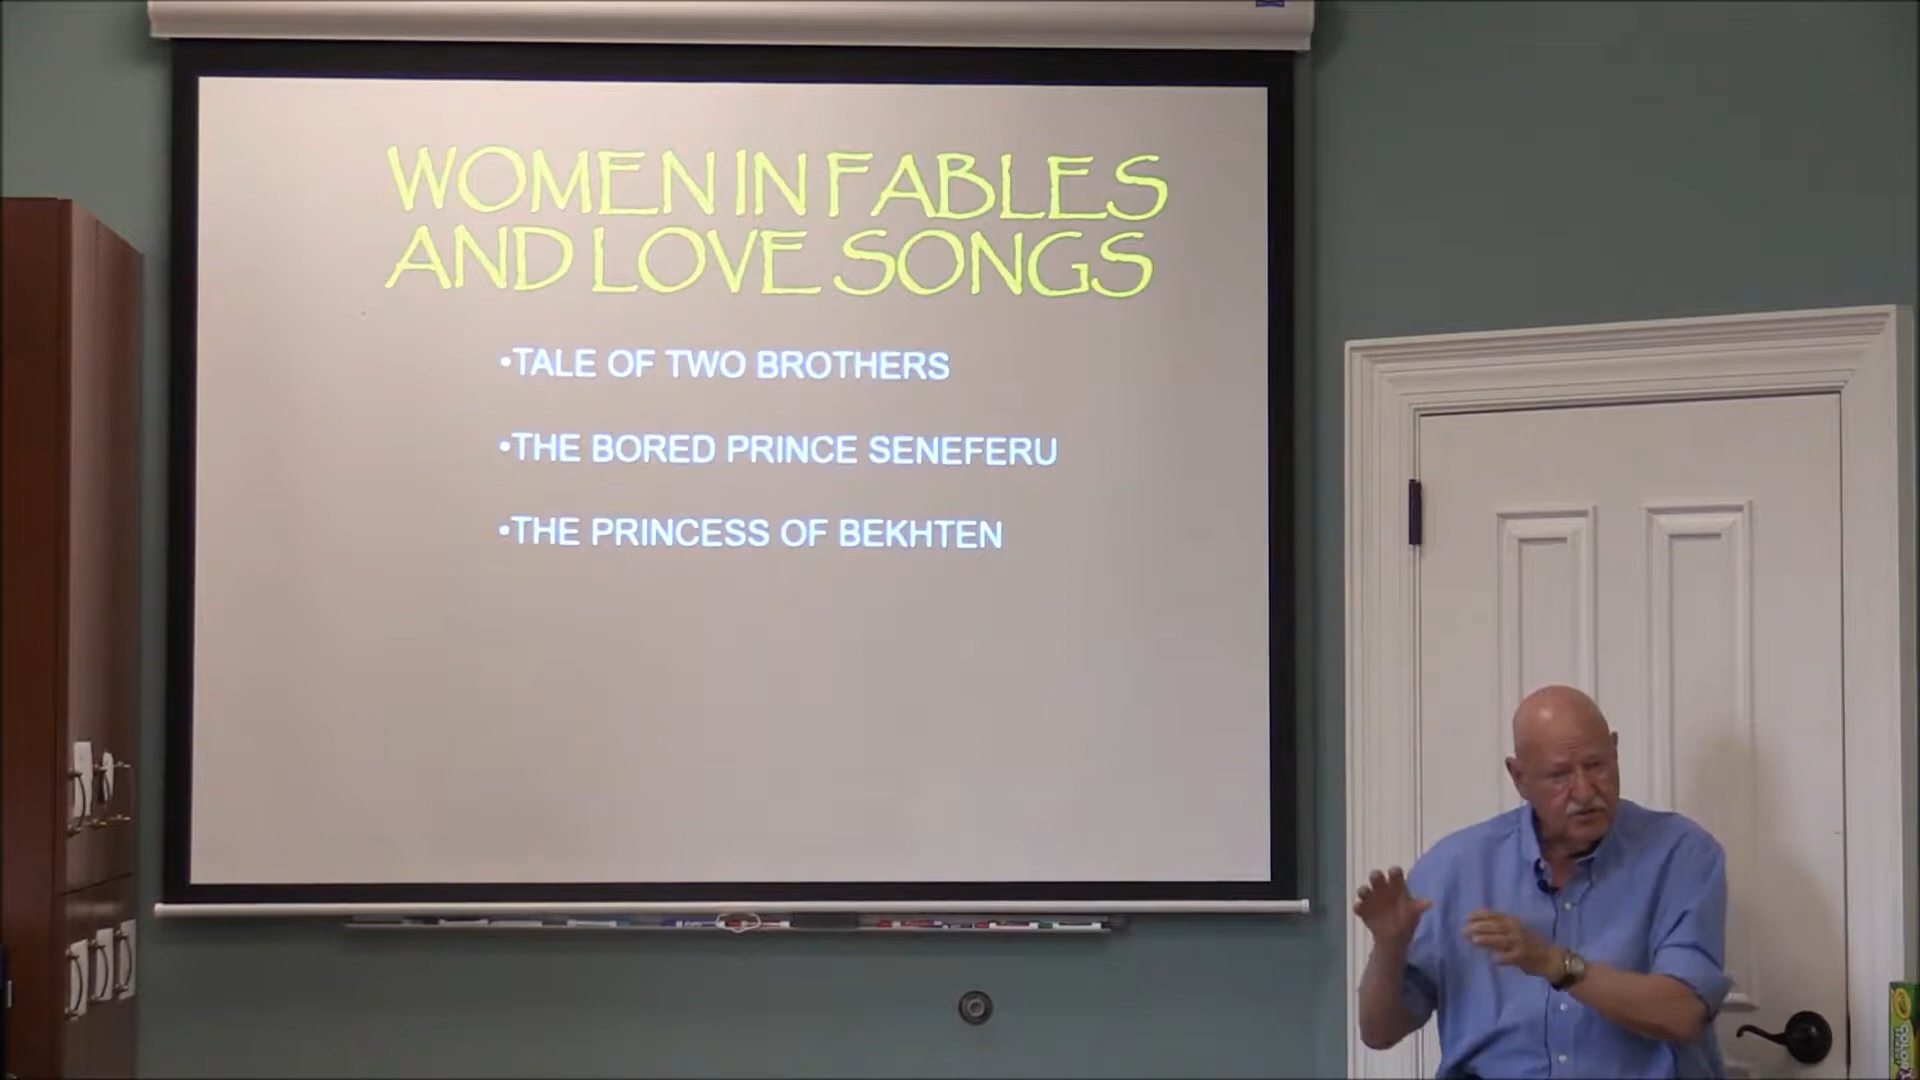 WOMEN IN FABLES
AND LOVE SONGS
•TALE OF TWO BROTHERS
•THE BORED PRINCE SENEFERU
•THE PRINCESS OF BEKHTEN